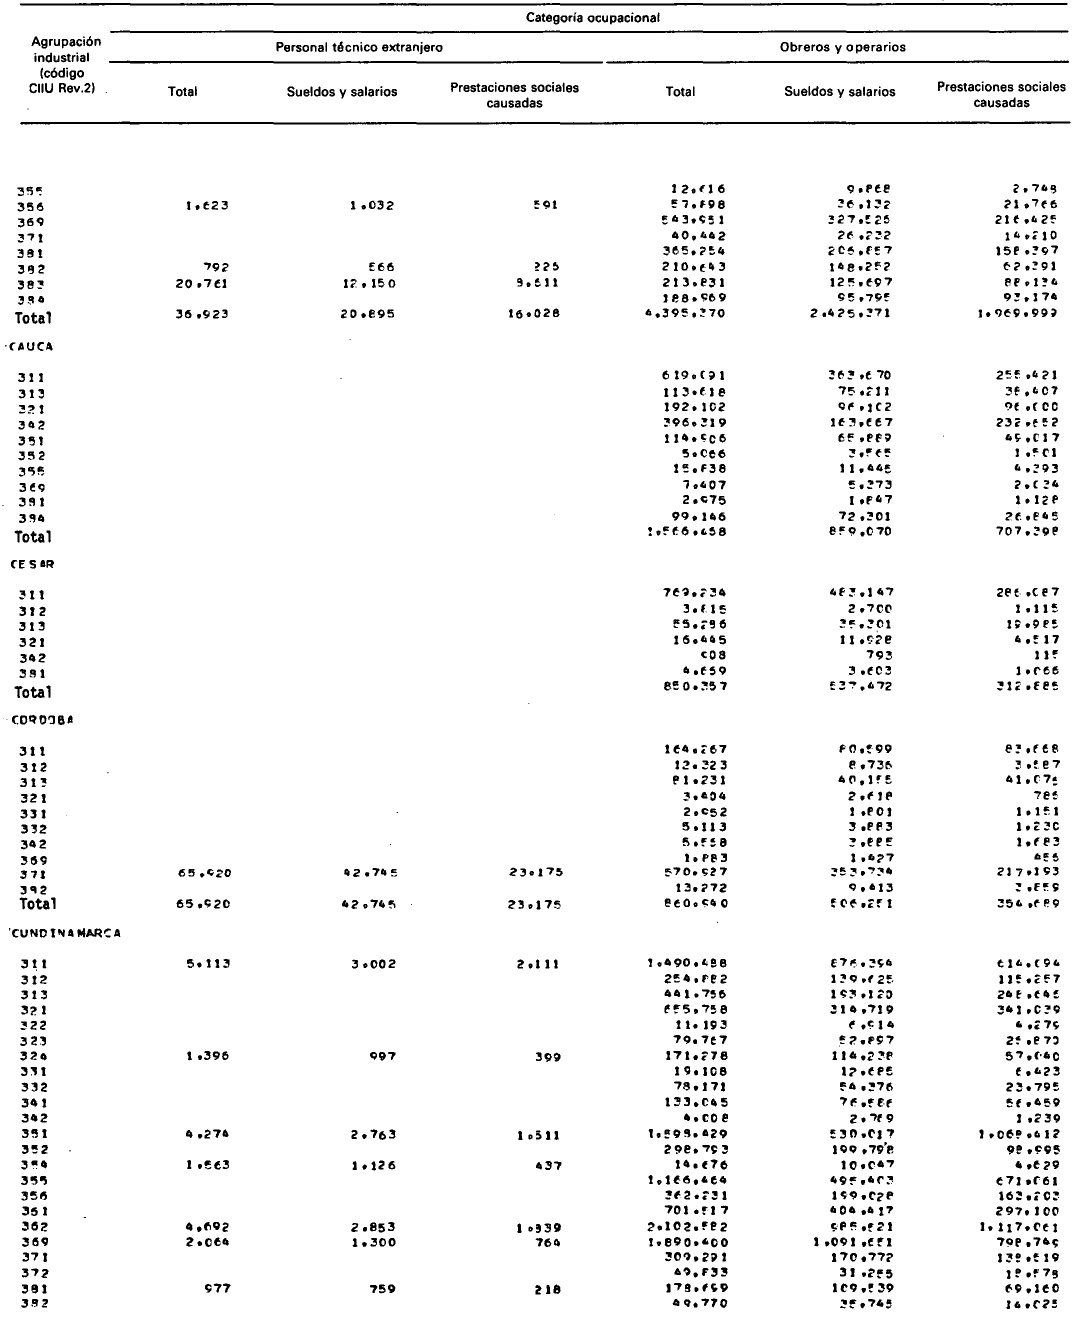 Categoría ocupacional
Agrupación industrial (código CIIU Rev.2)
Personal técnico extranjero
Obreros y operarios
Total Sueldos y salarios Prestaciones sociales causadas Total Sueldos y salarios Prestaciones sociales causadas
355 12.616 9.868 2.748
356 1.623 1.032 591 57.898 36.132 21.766
369 543.951 327.525 216.425
371 40.442 26.232 14.210
381 365.254 206.857 158.397
382 792 566 225 210.643 148.252 62.391
383 20.761 12.150 8.611 213.831 125.697 88.134
384 188.969 95.795 93.174
Total 36.923 20.895 16.028 4.395.370 2.425.371 1.969.999
CAUCA
311 619.091 363.670 255.421
313 113.618 75.211 38.407
321 192.102 96.102 96.000
342 396.319 163.667 232.652
351 114.906 65.889 49.017
352 5.066 3.565 1.501
355 15.838 11.445 4.393
369 7.407 5.373 2.034
381 2.975 1.847 1.128
384 99.146 72.301 26.845
Total 1.566.458 859.070 707.398
CESAR
311 769.234 483.147 286.087
312 3.815 2.700 1.115
313 55.286 35.301 19.985
321 16.445 11.928 4.517
342 908 793 115
381 4.659 3.603 1.066
Total 850.357 537.472 312.885
CORDOBA
311 164.267 80.599 83.668
312 12.323 8.736 3.587
313 81.231 40.155 41.076
321 3.404 2.618 785
331 2.952 1.801 1.151
332 5.113 3.883 1.230
342 5.558 3.885 1.683
369 1.883 1.427 456
371 65.920 42.745 23.175 570.927 353.734 217.193
382 13.272 9.413 3.859
Total 65.920 42.745 23.175 860.940 506.251 354.689
CUNDINAMARCA
311 5.113 3.002 2.111 1.490.488 876.394 614.094
312 254.882 139.625 115.257
313 441.756 193.120 248.646
321 655.758 314.719 341.039
322 11.193 6.914 4.279
323 79.767 52.897 26.870
324 1.396 997 399 171.278 114.238 57.040
331 19.108 12.685 6.423
332 78.171 54.376 23.795
341 133.045 76.586 56.459
342 4.008 2.769 1.239
351 4.274 2.763 1.511 1.598.429 530.017 1.068.412
352 298.793 199.798 98.995
354 1.563 1.126 437 14.676 10.047 4.629
355 1.166.464 495.403 671.061
356 362.231 199.028 163.203
361 701.517 404.417 297.100
362 4.692 2.853 1.839 2.102.582 985.521 1.117.061
369 2.064 1.300 764 1.890.400 1.091.651 798.749
371 309.291 170.772 138.519
372 49.833 31.255 18.578
381 977 759 218 178.699 109.539 69.160
382 49.770 35.745 14.025